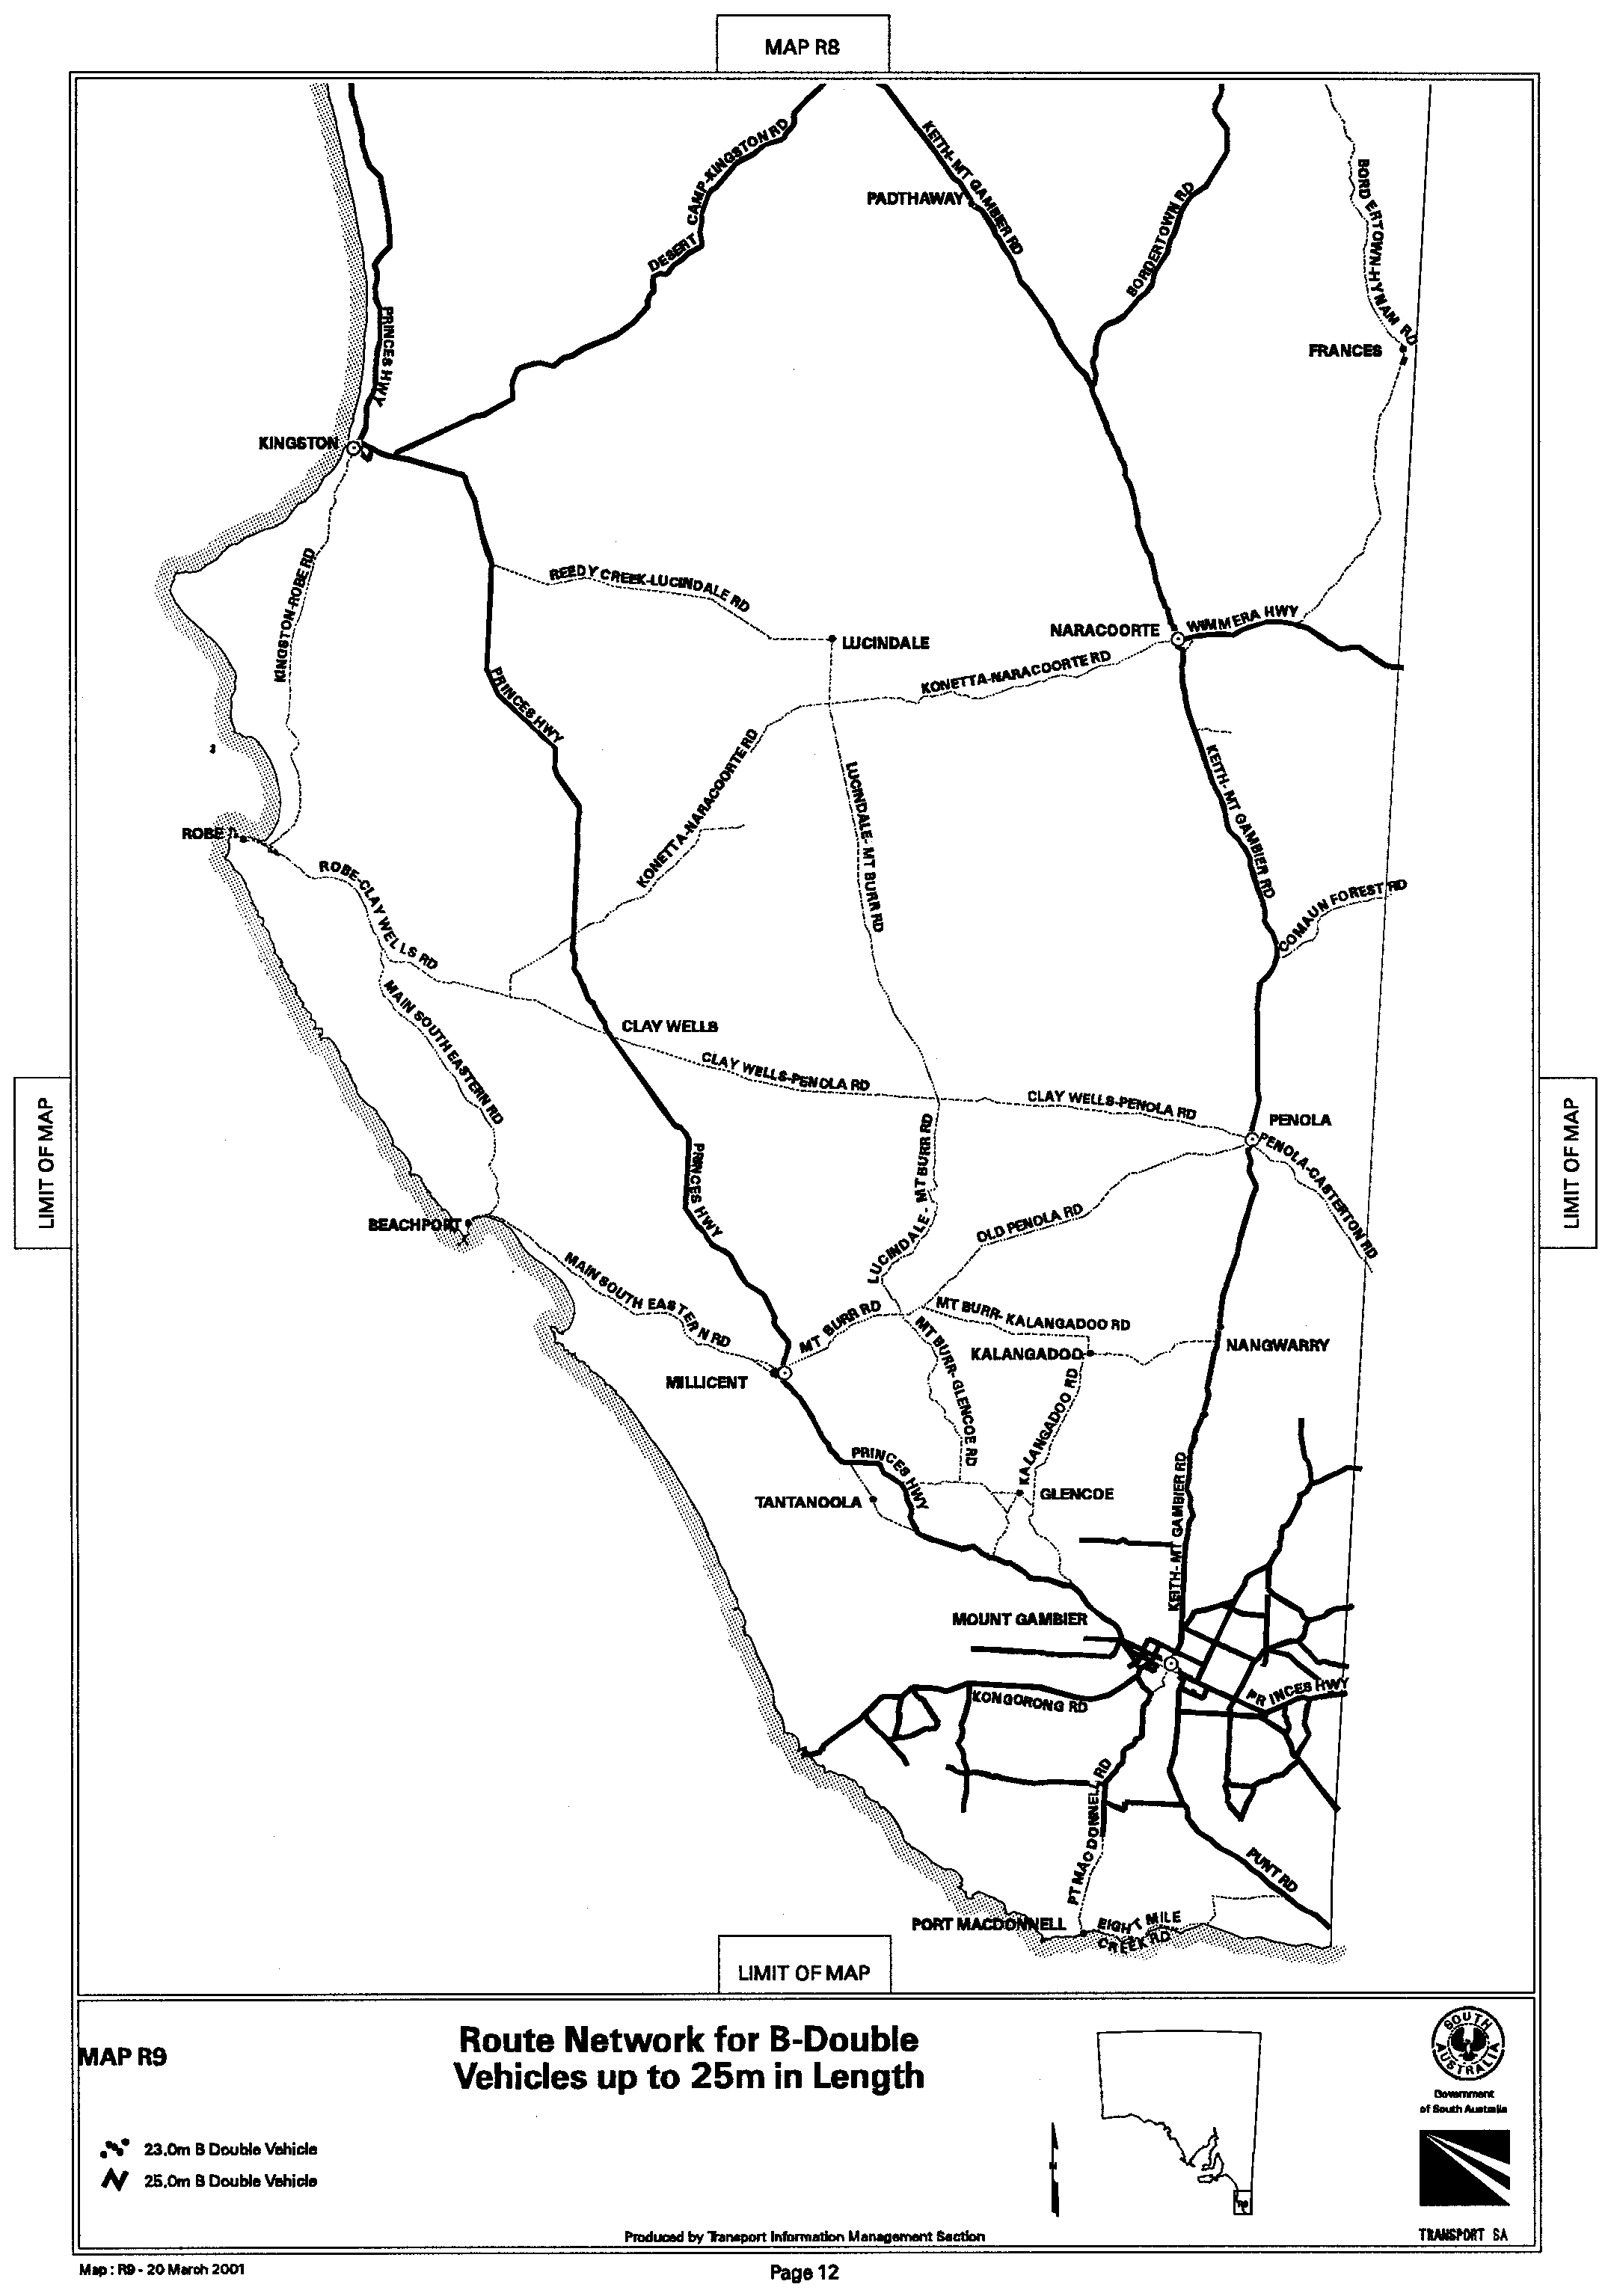 MAP R8
KEITH-MT GAMBIER RD
DESERT CAMP-KINGSTON RD
BORDERTOWN-HYNAM RD
PADTHAWAY
BORDERTOWN RD
PRINCES HWY
FRANCES
KINGSTON
KINGSTON-ROBE RD
REEDY CREEK-LUCINDALE RD
WIMMERA HWY
NARACOORTE
LUCINDALE
KONETTA-NARACOORTE RD
PRINCES HWY
KONETTA-NARACOORTE RD
KEITH-MT GAMBIER RD
LUCINDALE-MT BURR RD
ROBE
ROBE-CLAY WELLS RD
COMAUN FOREST RD
MAIN SOUTH EASTERN RD
CLAY WELLS
CLAY WELLS-PENOLA RD
CLAY WELLS-PENOLA RD
LIMIT OF MAP
LIMIT OF MAP
PENOLA
PENOLA-CASTERTON RD
LUCINDALE-MT BURR RD
PRINCES HWY
OLD PENOLA RD
BEACHPORT
MAIN SOUTH EASTERN RD
MT BURR RD
MT BURR-KALANGADOO RD
NANGWARRY
KALANGADOO
MT BURR-GLENCOE RD
MILLICENT
KALANGADOO RD
PRINCES HWY
GLENCOE
TANTANOOLA
KEITH-MT GAMBIER RD
MOUNT GAMBIER
PRINCES HWY
KONGORONG RD
PT MACDONNELL RD
PUNT RD
PORT MACDONNELL
EIGHT MILE
CREEK RD
LIMIT OF MAP
MAP R9
Route Network for B-Double
Vehicles up to 25m in Length
23.0m B Double Vehicle
25.0m B Double Vehicle
N
R9
SOUTH AUSTRALIA
Government
of South Australia
TRANSPORT SA
Produced by Transport Information Management Section
Map : R9 - 20 March 2001
Page 12